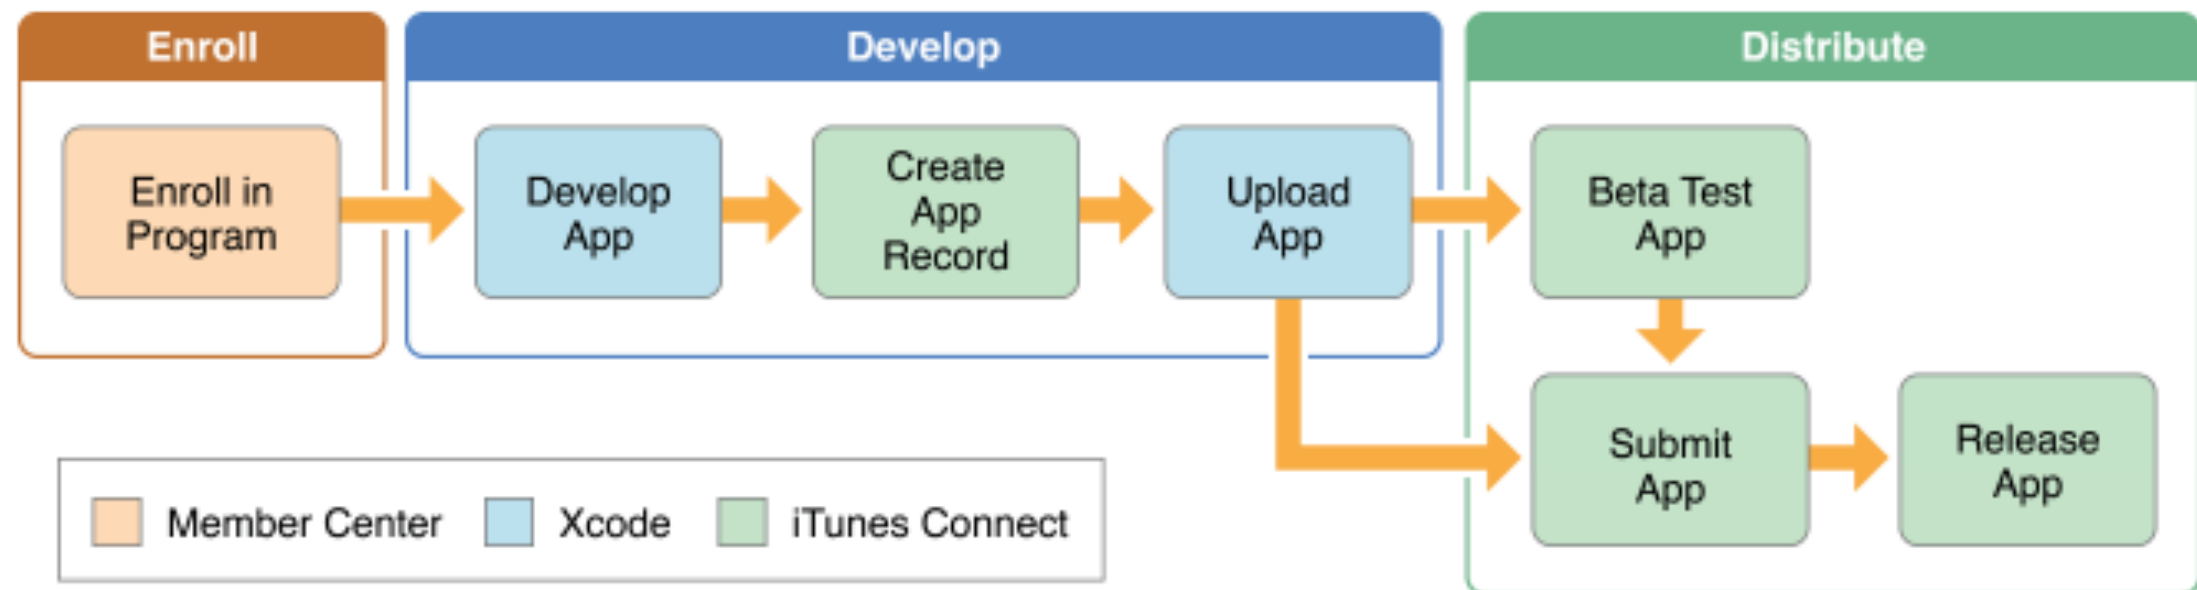 Enroll
Develop
Distribute
Enroll in
Program
Develop
App
Create
App
Record
Upload
App
Beta Test
App
Submit
App
Release
App
Member Center
Xcode
iTunes Connect